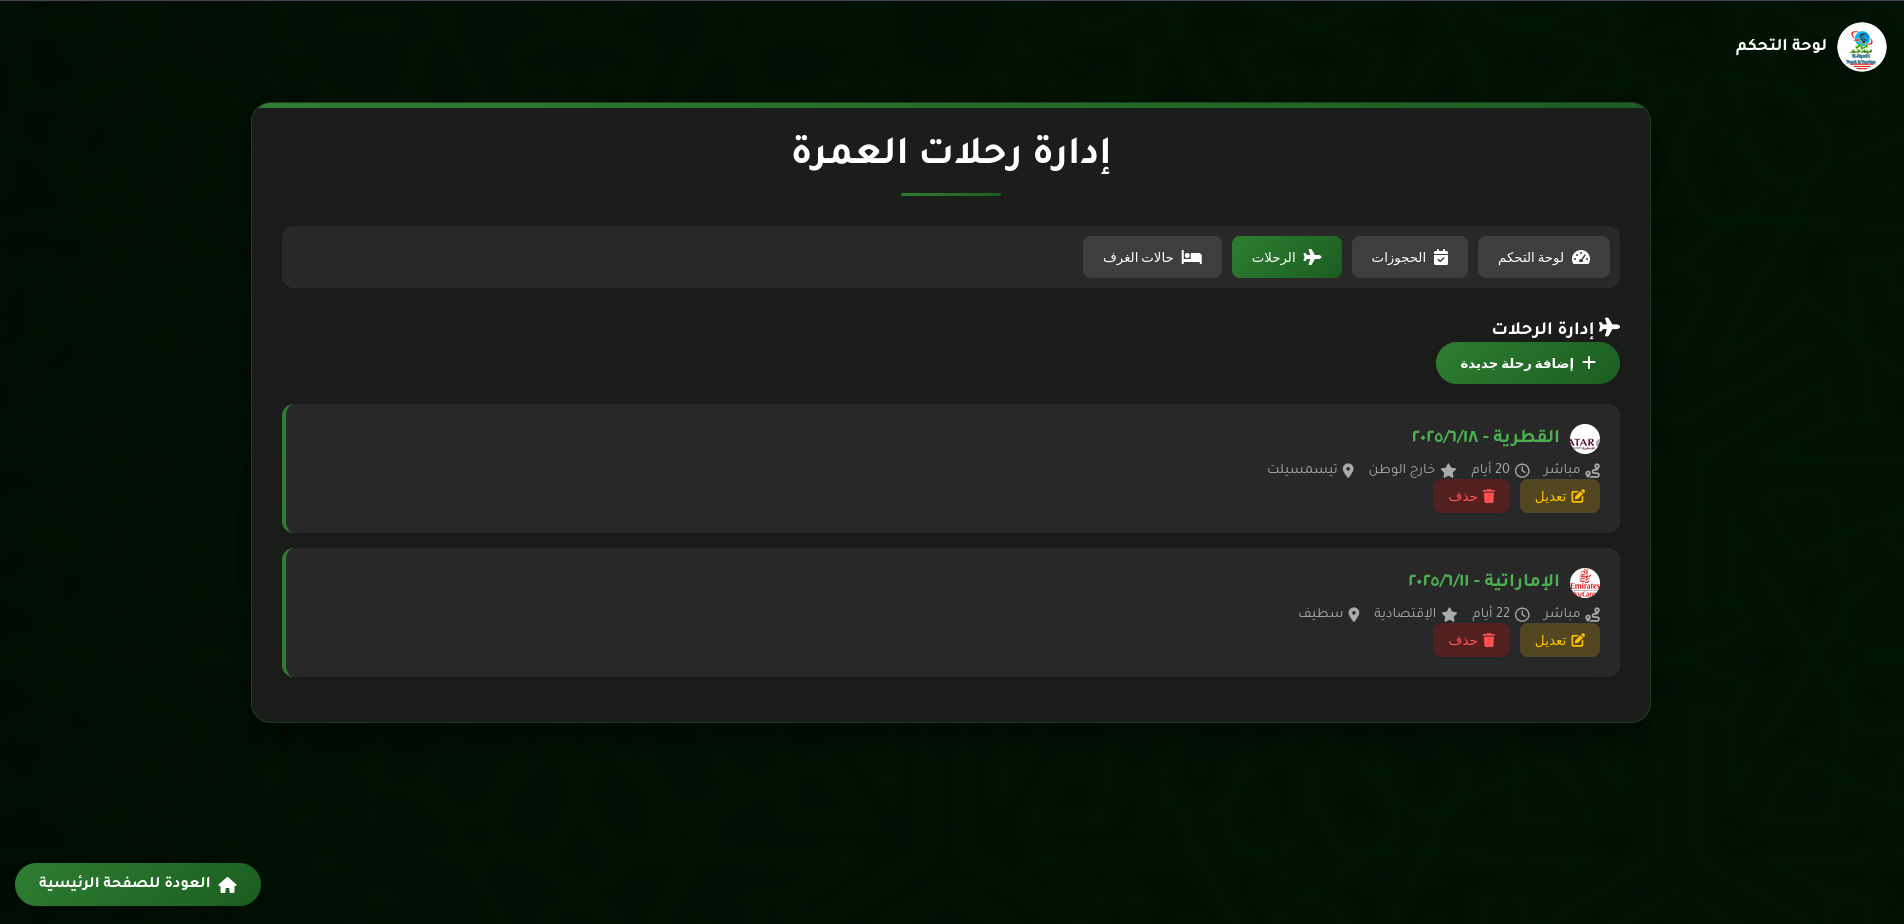 لوحة التحكم
إدارة رحلات العمرة
لوحة التحكم
الحجوزات
الرحلات
حالات الغرف
إدارة الرحلات
إضافة رحلة جديدة
ATAR
القطرية - ٢٠٢٥/٦/١٨
مباشر 20 أيام خارج الوطن تيسمسيلت
تعديل حذف
Emirates
الإماراتية - ٢٠٢٥/٦/١١
مباشر 22 أيام الإقتصادية سطيف
تعديل حذف
العودة للصفحة الرئيسية